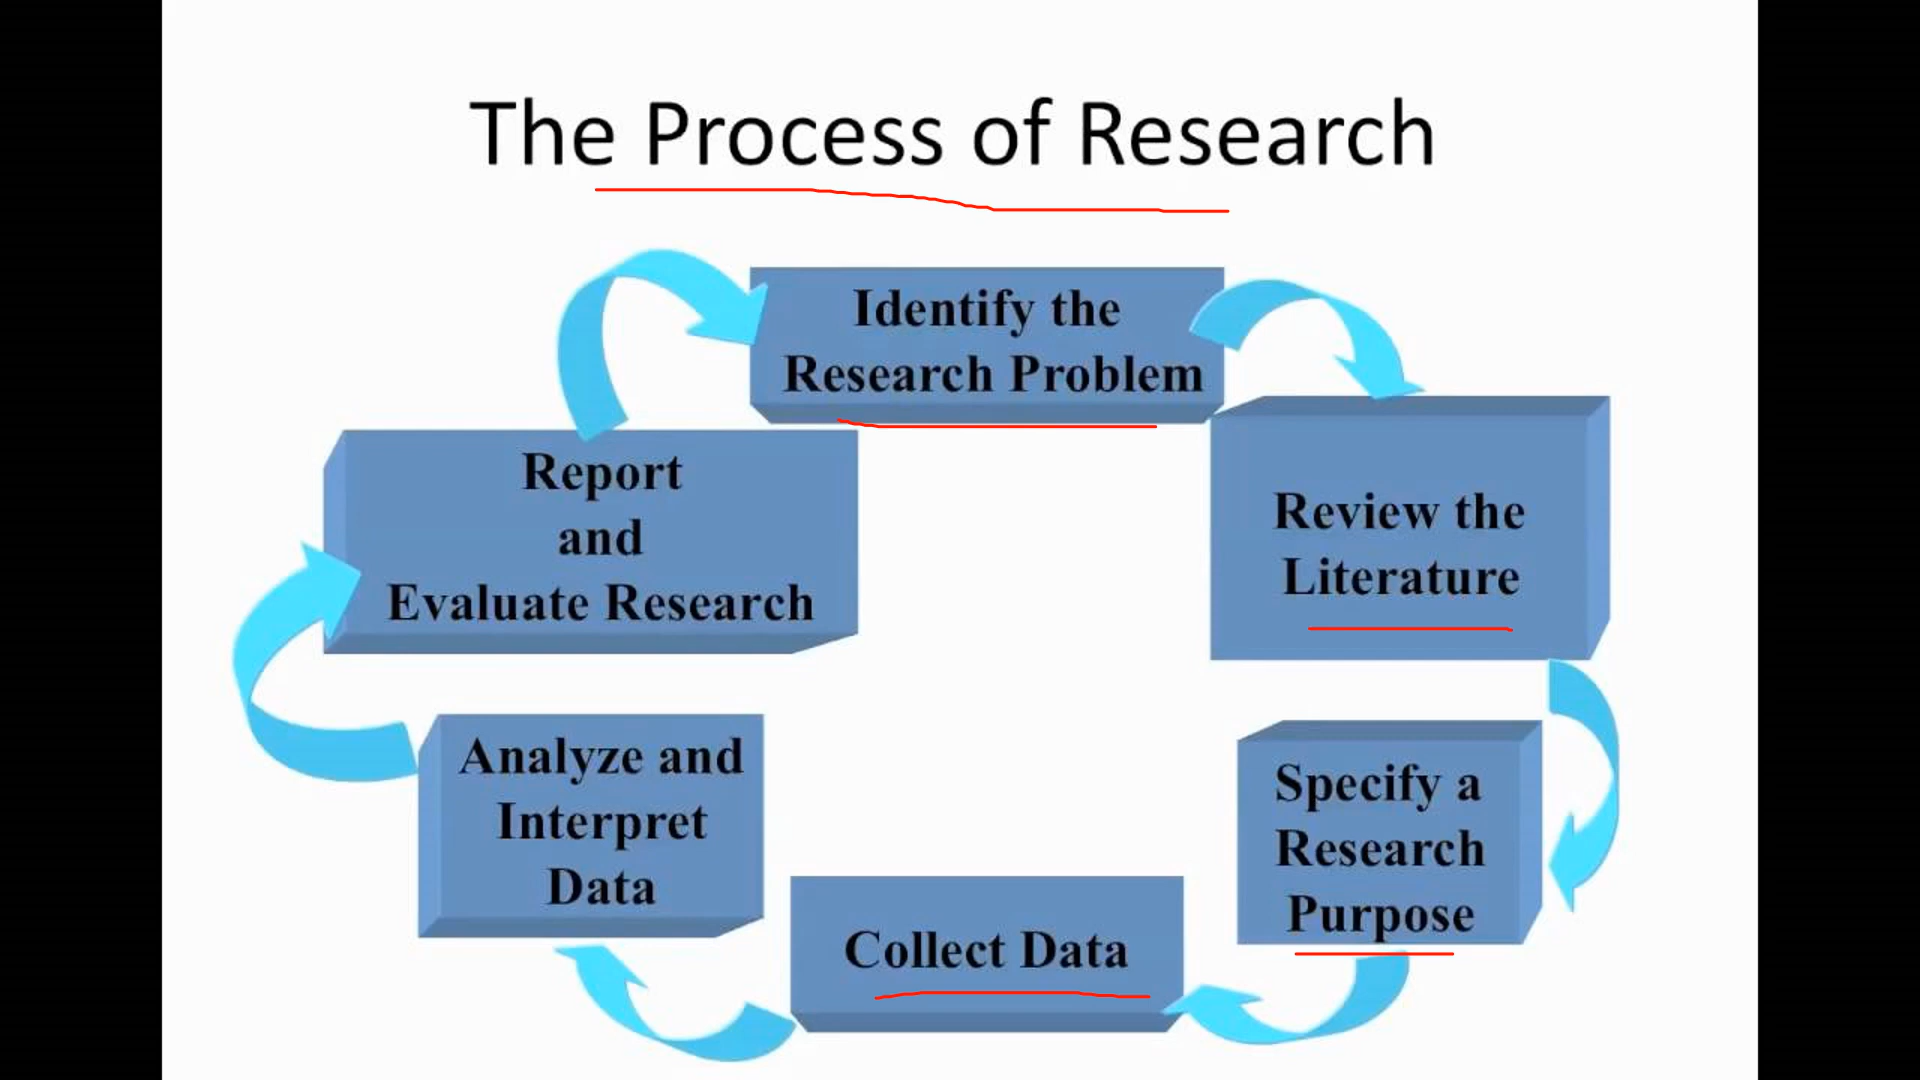 The Process of Research
Identify the
Research Problem
Review the
Literature
Specify a
Research
Purpose
Collect Data
Analyze and
Interpret
Data
Report
and
Evaluate Research